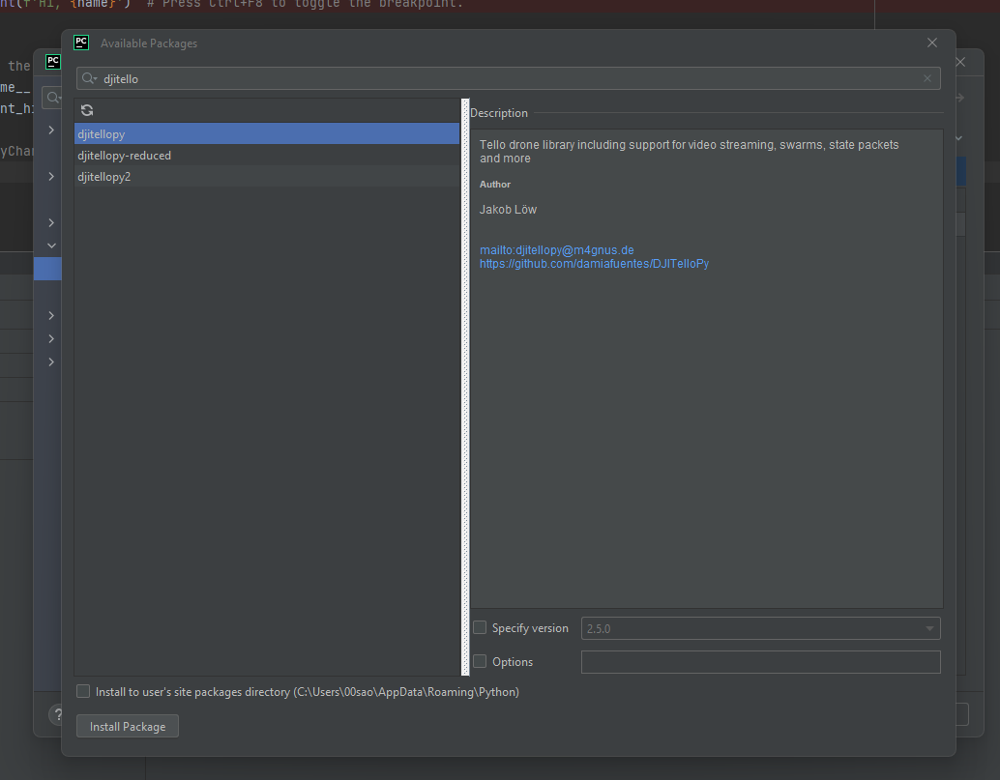 nt(f'Hi, {name}')  # Press Ctrl+F8 to toggle the breakpoint.
PC Available Packages
PC
the
me__
nt_hi
yChar
djitello
djitellopy
djitellopy-reduced
djitellopy2
Description
Tello drone library including support for video streaming, swarms, state packets
and more
Author
Jakob Löw
mailto:djitellopy@m4gnus.de
https://github.com/damiafuentes/DJITelloPy
Specify version
2.5.0
Options
Install to user's site packages directory (C:\Users\00sao\AppData\Roaming\Python)
?
Install Package